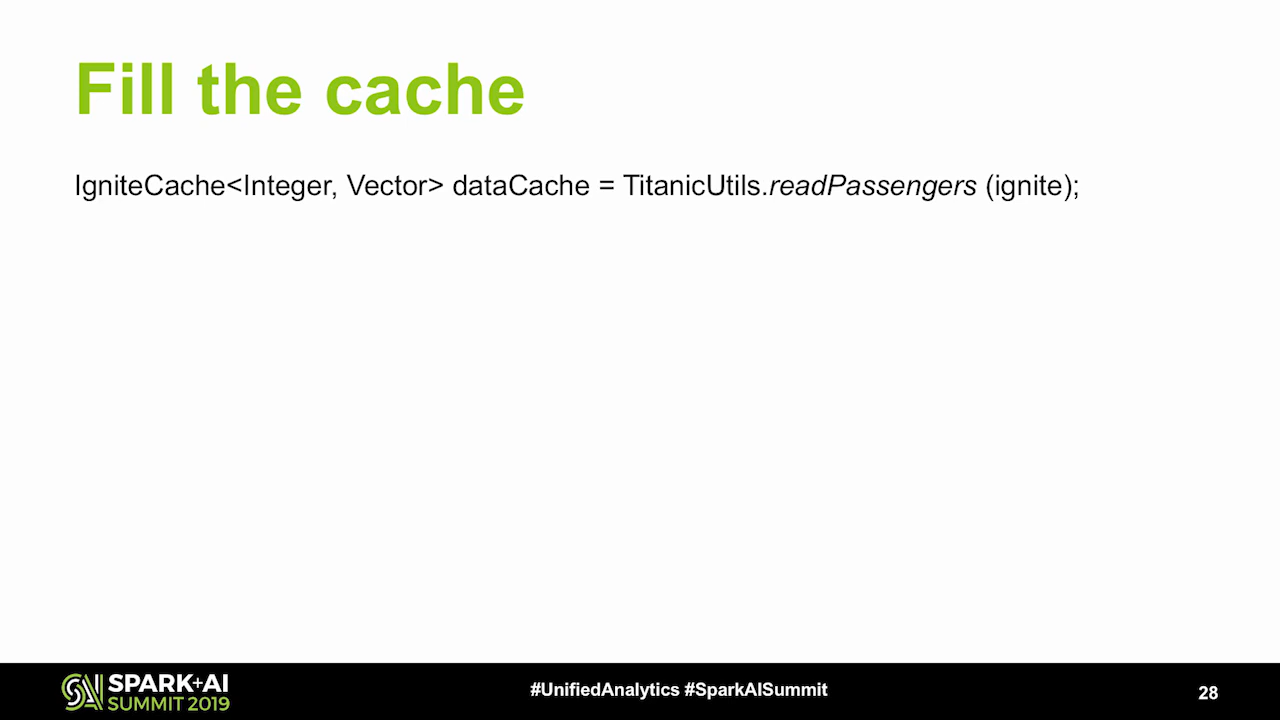 Fill the cache
IgniteCache<Integer, Vector> dataCache = TitanicUtils.readPassengers (ignite);
SPARK+AI
SUMMIT 2019
#UnifiedAnalytics #SparkAISummit
28